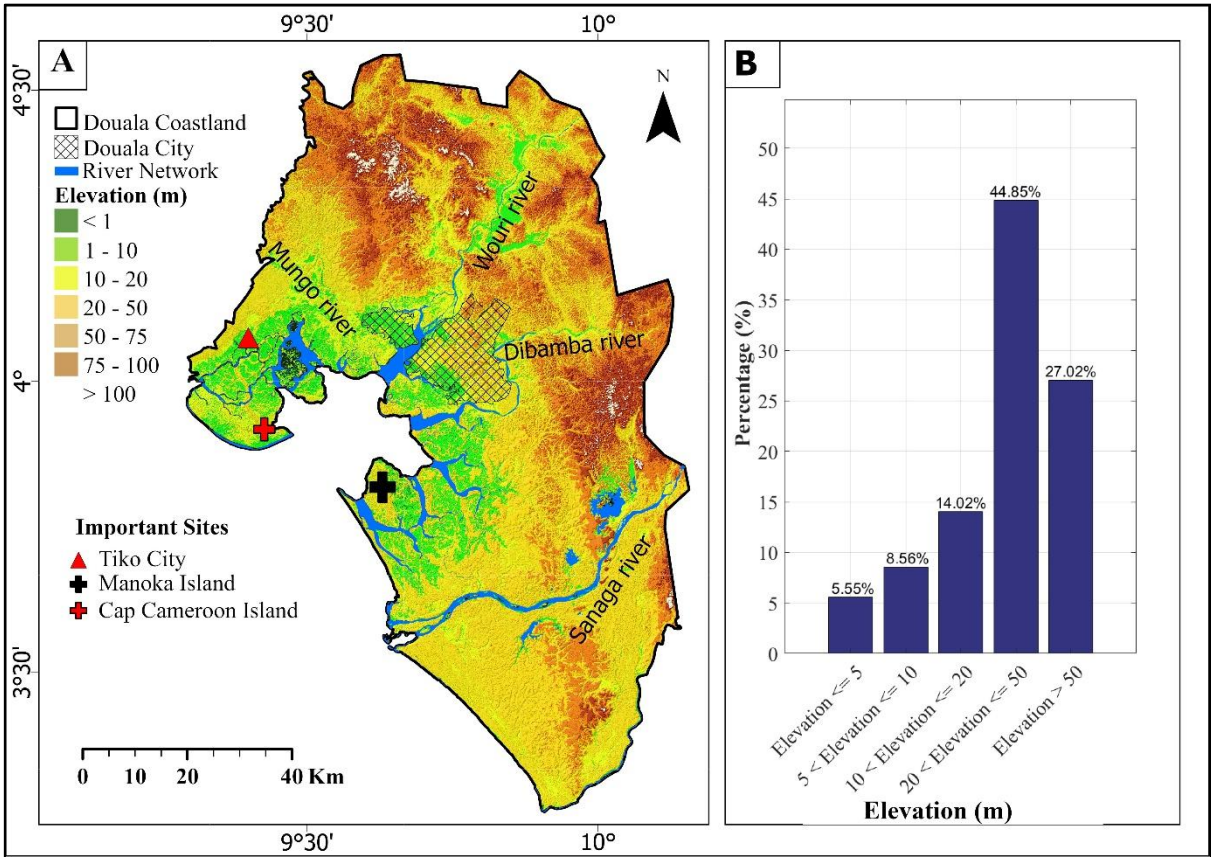 9°30' 10°
A
N
4°30'
4°
3°30'
Douala Coastland
Douala City
River Network
Elevation (m)
< 1
1 - 10
10 - 20
20 - 50
50 - 75
75 - 100
> 100
Wouri river
Mungo river
Dibamba river
Sanaga river
Important Sites
Tiko City
Manoka Island
Cap Cameroon Island
0 10 20 40 Km
9°30' 10°
B
Percentage (%)
50
45
40
35
30
25
20
15
10
5
0
5.55%
8.56%
14.02%
44.85%
27.02%
Elevation <= 5
5 < Elevation <= 10
10 < Elevation <= 20
20 < Elevation <= 50
Elevation > 50
Elevation (m)